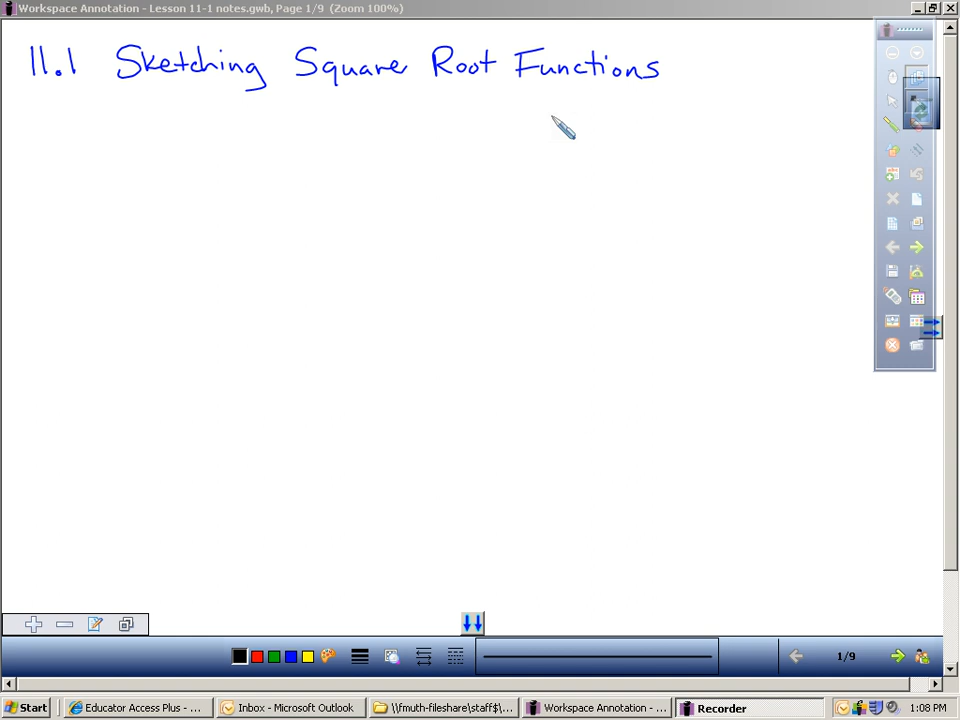 Workspace Annotation - Lesson 11-1 notes.gwb, Page 1/9 (Zoom 100%)
11.1 Sketching Square Root Functions
1/9
Start
Educator Access Plus - ...
Inbox - Microsoft Outlook
\\fmuth-fileshare\staff$\...
Workspace Annotation - ...
Recorder
1:08 PM